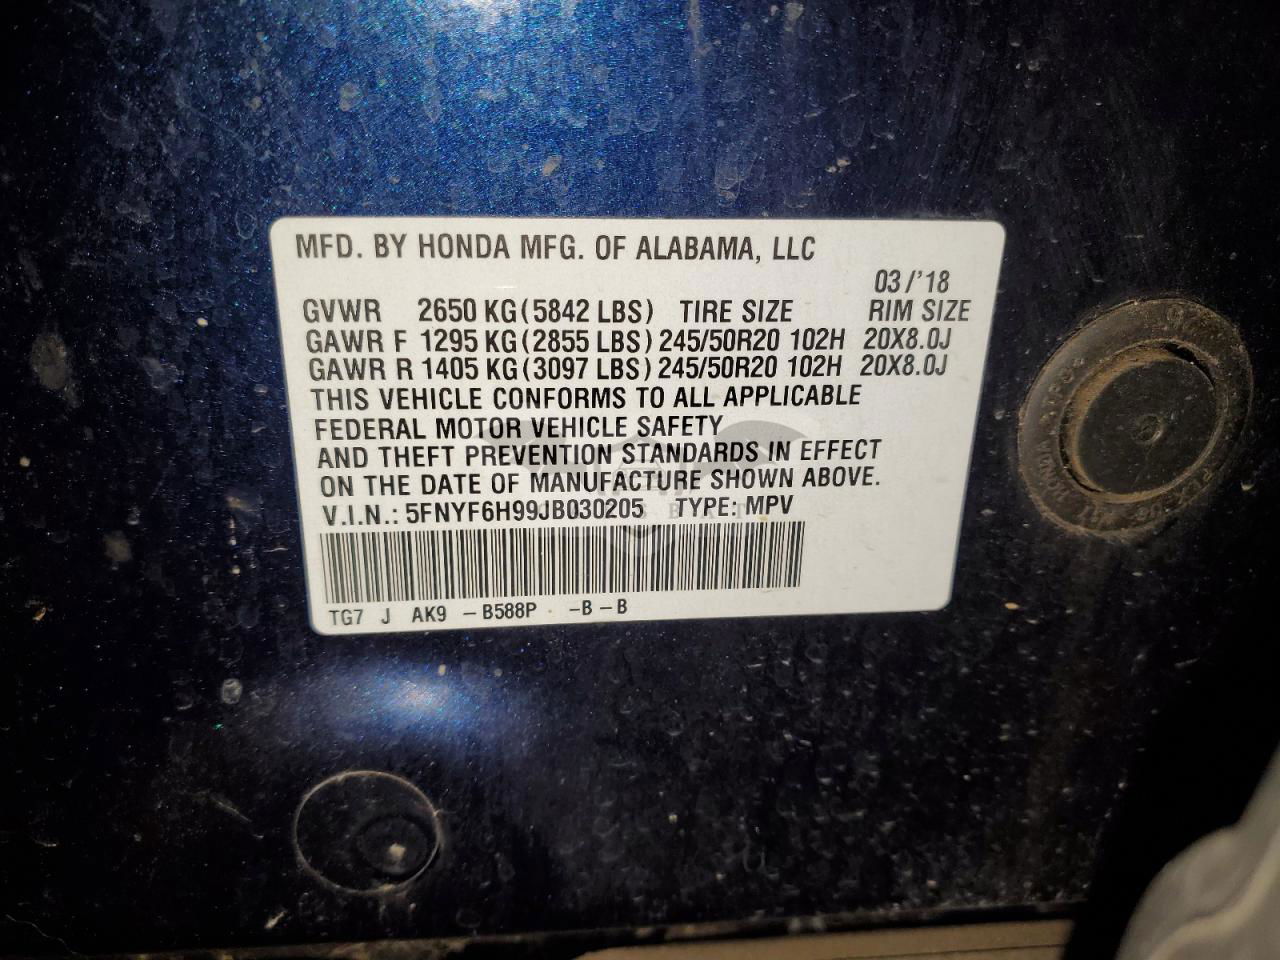 MFD. BY HONDA MFG. OF ALABAMA, LLC
03/'18
GVWR 2650 KG(5842 LBS) TIRE SIZE RIM SIZE
GAWR F 1295 KG(2855 LBS) 245/50R20 102H 20X8.0J
GAWR R 1405 KG(3097 LBS) 245/50R20 102H 20X8.0J
THIS VEHICLE CONFORMS TO ALL APPLICABLE
FEDERAL MOTOR VEHICLE SAFETY
AND THEFT PREVENTION STANDARDS IN EFFECT
ON THE DATE OF MANUFACTURE SHOWN ABOVE.
V.I.N.: 5FNYF6H99JB030205 TYPE: MPV
TG7 J AK9 -B588P -B-B